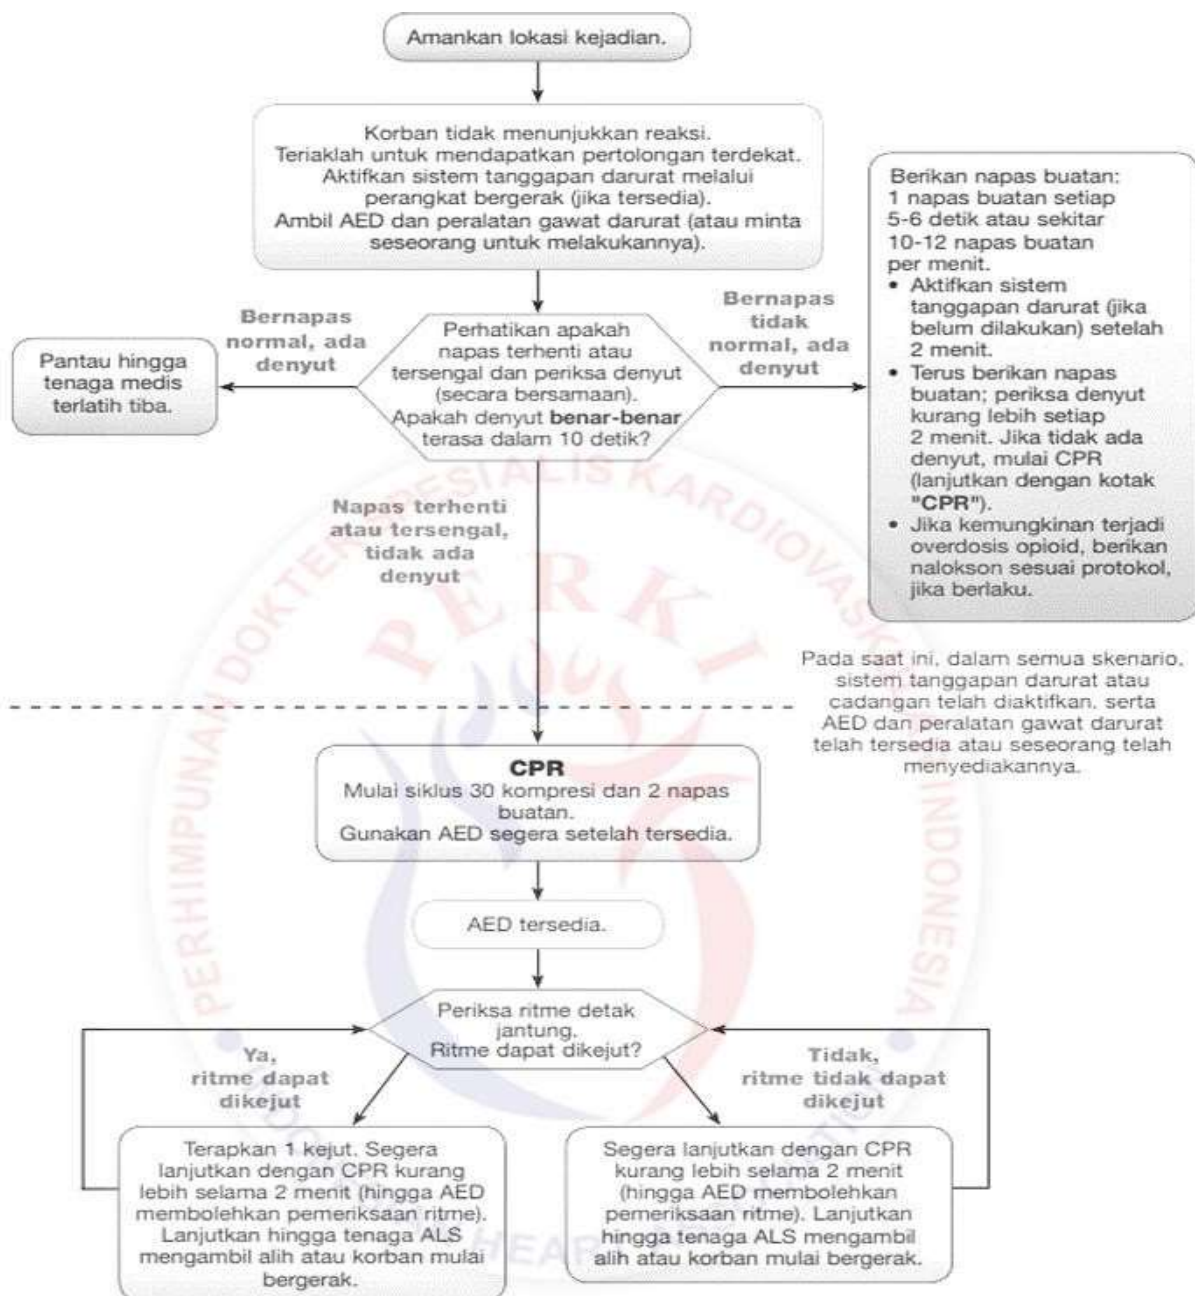 Amankan lokasi kejadian.
Korban tidak menunjukkan reaksi.
Teriaklah untuk mendapatkan pertolongan terdekat.
Aktifkan sistem tanggapan darurat melalui
perangkat bergerak (jika tersedia).
Ambil AED dan peralatan gawat darurat (atau minta
seseorang untuk melakukannya).
Bernapas
normal, ada
denyut
Pantau hingga
tenaga medis
terlatih tiba.
Perhatikan apakah
napas terhenti atau
tersengal dan periksa denyut
(secara bersamaan).
Apakah denyut benar-benar
terasa dalam 10 detik?
Bernapas
tidak
normal, ada
denyut
Berikan napas buatan:
1 napas buatan setiap
5-6 detik atau sekitar
10-12 napas buatan
per menit.
• Aktifkan sistem
tanggapan darurat (jika
belum dilakukan) setelah
2 menit.
• Terus berikan napas
buatan; periksa denyut
kurang lebih setiap
2 menit. Jika tidak ada
denyut, mulai CPR
(lanjutkan dengan kotak
"CPR").
• Jika kemungkinan terjadi
overdosis opioid, berikan
nalokson sesuai protokol,
jika berlaku.
Napas terhenti
atau tersengal,
tidak ada
denyut
Pada saat ini, dalam semua skenario,
sistem tanggapan darurat atau
cadangan telah diaktifkan, serta
AED dan peralatan gawat darurat
telah tersedia atau seseorang telah
menyediakannya.
CPR
Mulai siklus 30 kompresi dan 2 napas
buatan.
Gunakan AED segera setelah tersedia.
AED tersedia.
Periksa ritme detak
jantung.
Ritme dapat dikejut?
Ya,
ritme dapat
dikejut
Tidak,
ritme tidak dapat
dikejut
Terapkan 1 kejut. Segera
lanjutkan dengan CPR kurang
lebih selama 2 menit (hingga AED
membolehkan pemeriksaan ritme).
Lanjutkan hingga tenaga ALS
mengambil alih atau korban mulai
bergerak.
Segera lanjutkan dengan CPR
kurang lebih selama 2 menit
(hingga AED membolehkan
pemeriksaan ritme). Lanjutkan
hingga tenaga ALS mengambil
alih atau korban mulai bergerak.
PERHIMPUNAN DOKTER SPESIALIS KARDIOVASKULAR INDONESIA
PERKI